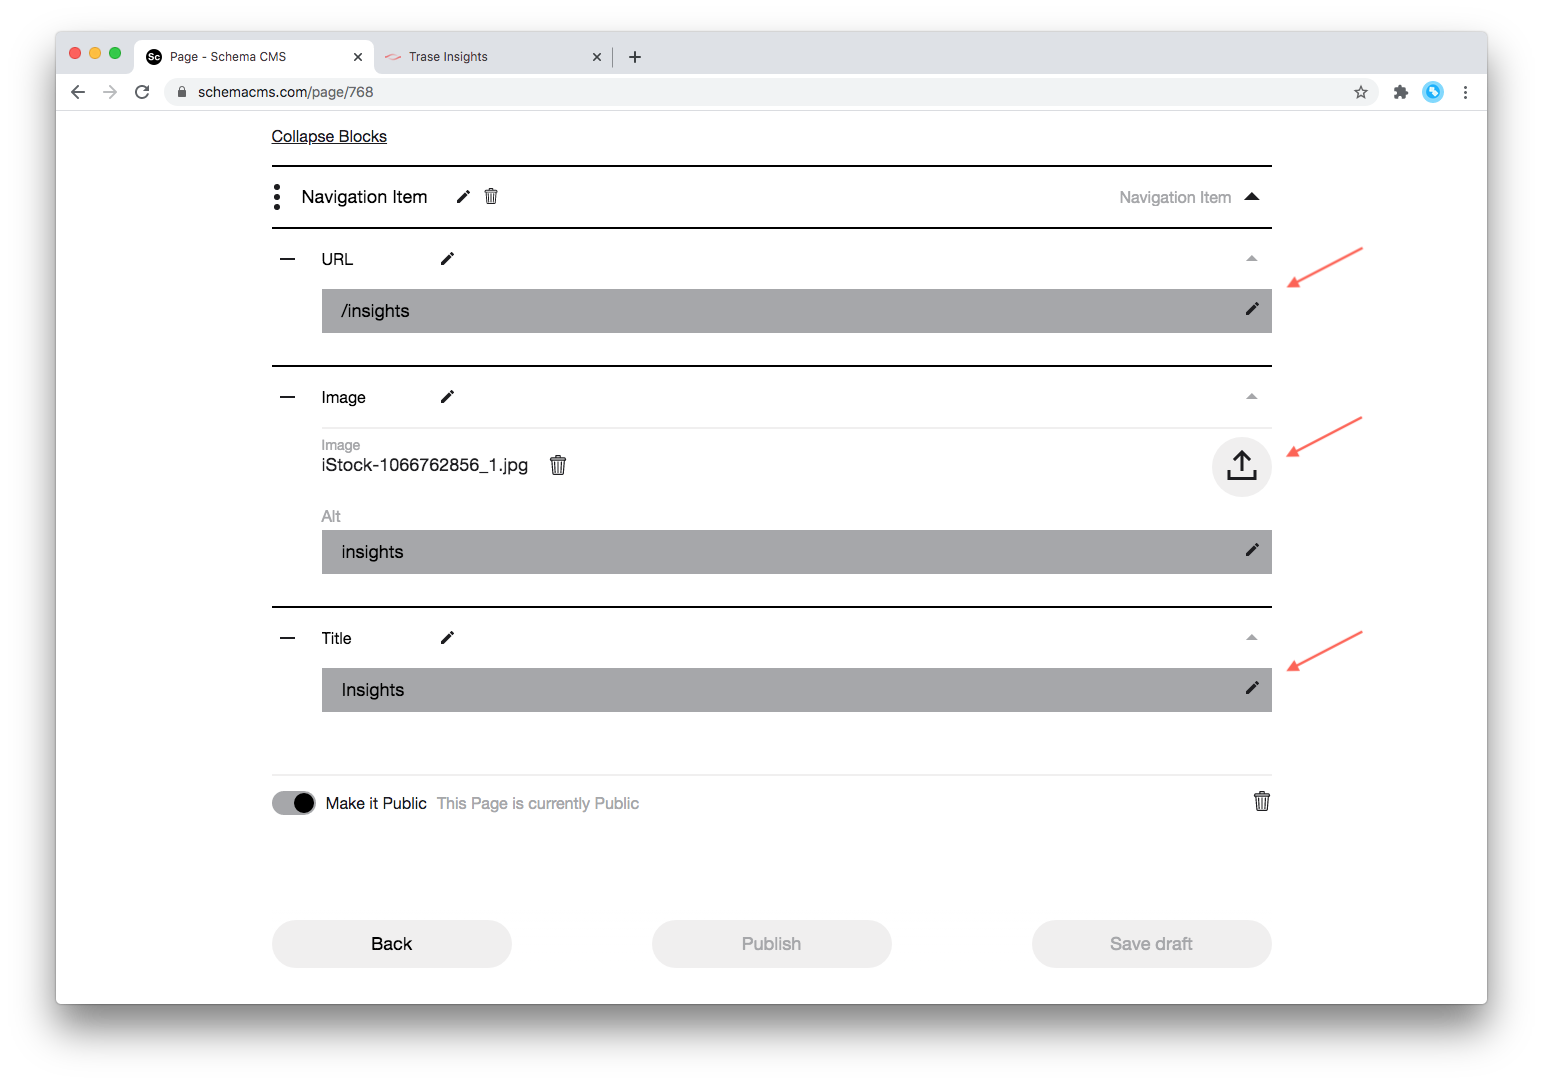 Sc Page - Schema CMS
Trase Insights
schemacms.com/page/768
Collapse Blocks
Navigation Item
Navigation Item
URL
/insights
Image
Image
iStock-1066762856_1.jpg
Alt
insights
Title
Insights
Make it Public This Page is currently Public
Back
Publish
Save draft